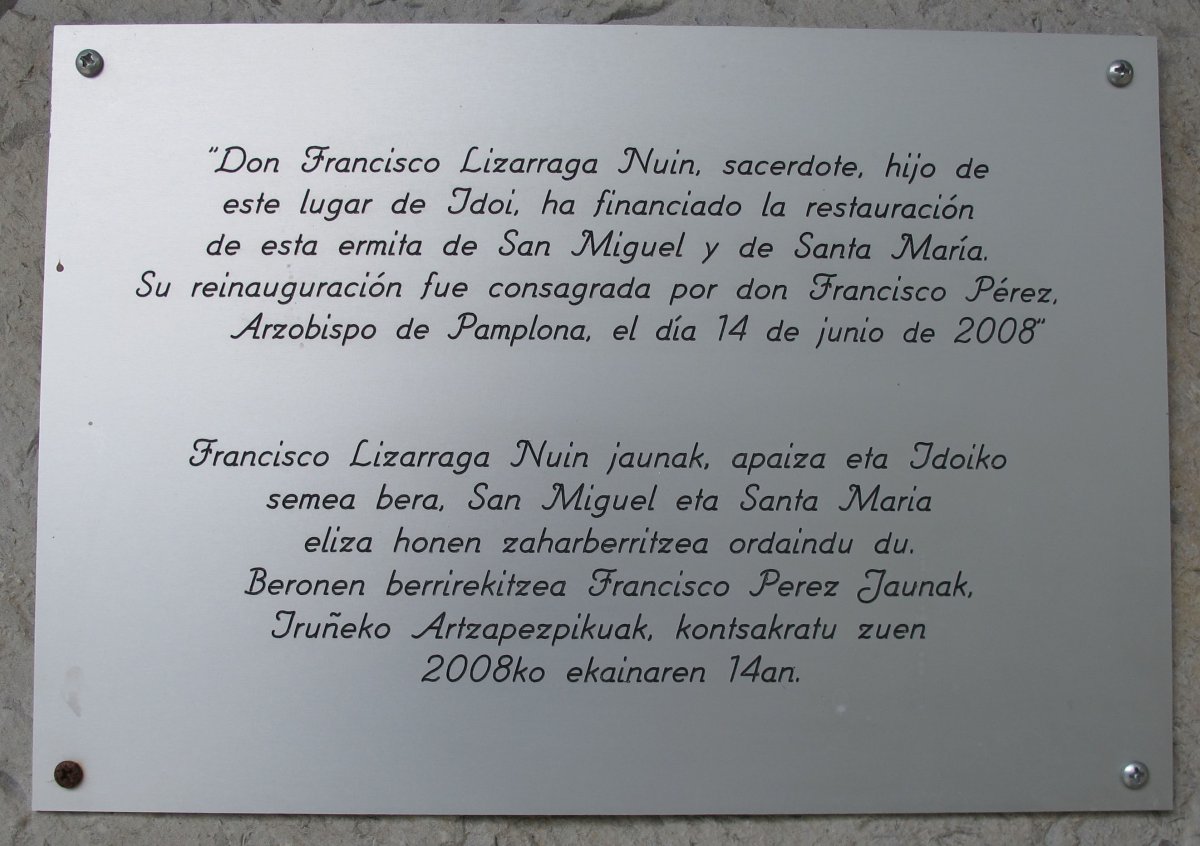 "Don Francisco Lizarraga Nuin, sacerdote, hijo de
este lugar de Idoi, ha financiado la restauración
de esta ermita de San Miguel y de Santa María.
Su reinauguración fue consagrada por don Francisco Pérez,
Arzobispo de Pamplona, el día 14 de junio de 2008"
Francisco Lizarraga Nuin jaunak, apaiza eta Idoiko
semea bera, San Miguel eta Santa Maria
eliza honen zaharberritzea ordaindu du.
Beronen berrirekitzea Francisco Perez Jaunak,
Iruñeko Artzapezpikuak, kontsakratu zuen
2008ko ekainaren 14an.